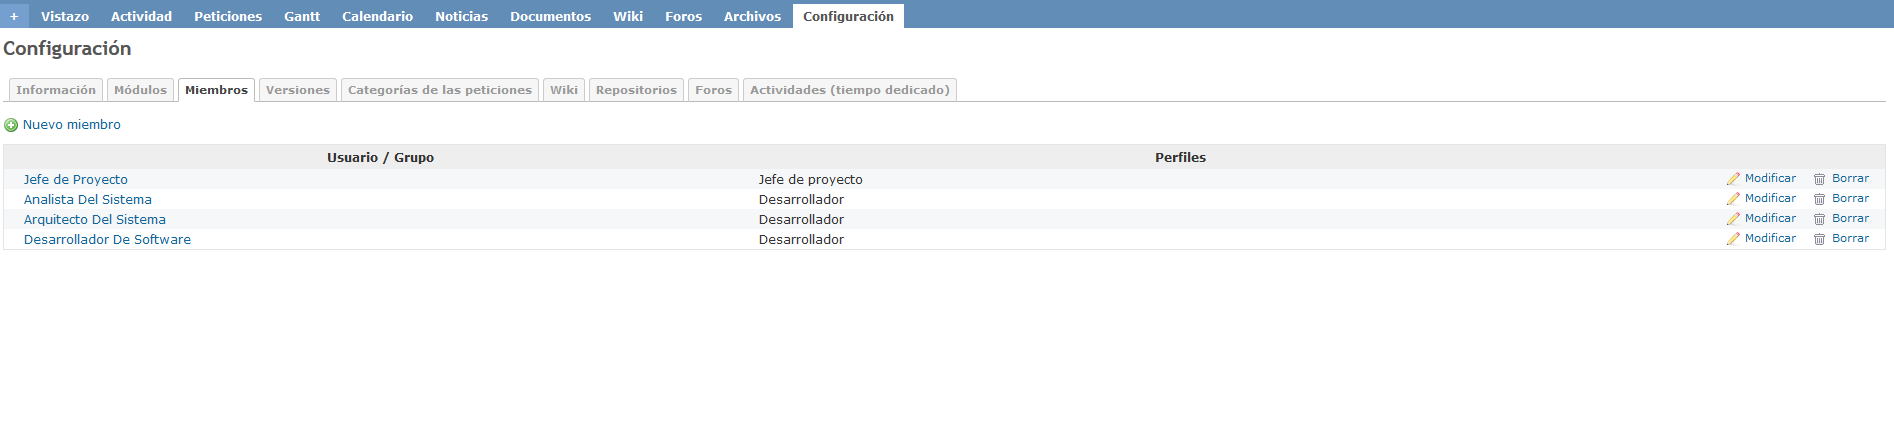 + Vistazo Actividad Peticiones Gantt Calendario Noticias Documentos Wiki Foros Archivos Configuración
Configuración
Información Módulos Miembros Versiones Categorías de las peticiones Wiki Repositorios Foros Actividades (tiempo dedicado)
Nuevo miembro
Usuario / Grupo Perfiles
Jefe de Proyecto Jefe de proyecto Modificar Borrar
Analista Del Sistema Desarrollador Modificar Borrar
Arquitecto Del Sistema Desarrollador Modificar Borrar
Desarrollador De Software Desarrollador Modificar Borrar